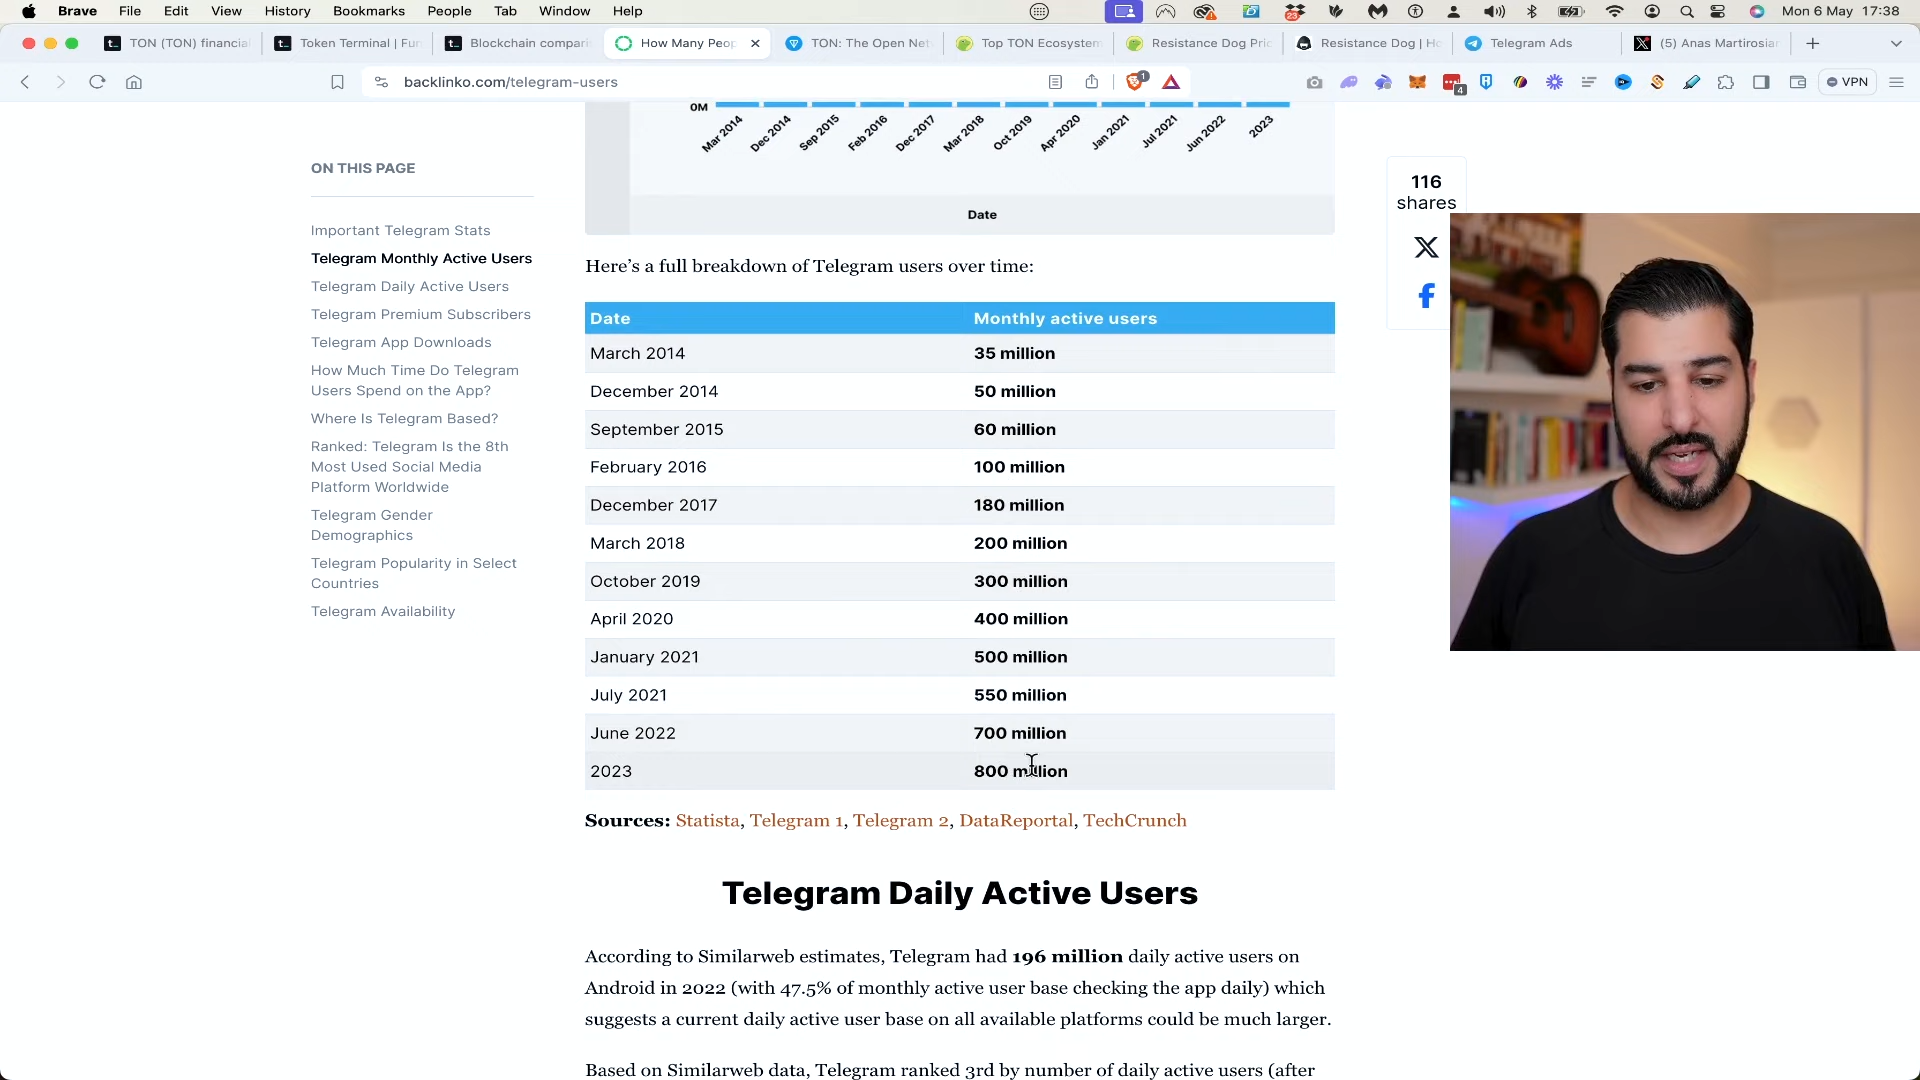 Brave File Edit View History Bookmarks People Tab Window Help
23
Mon 6 May 17:38
TON (TON) financial
Token Terminal | Fun
Blockchain comparis
How Many Peop
TON: The Open Net
Top TON Ecosystem
Resistance Dog Pric
Resistance Dog | Ho
Telegram Ads
(5) Anas Martirosian
backlinko.com/telegram-users
1
4
VPN
0M
Mar 2014
Dec 2014
Sep 2015
Feb 2016
Dec 2017
Mar 2018
Oct 2019
Apr 2020
Jan 2021
Jul 2021
Jun 2022
2023
Date
ON THIS PAGE
Important Telegram Stats
Telegram Monthly Active Users
Telegram Daily Active Users
Telegram Premium Subscribers
Telegram App Downloads
How Much Time Do Telegram
Users Spend on the App?
Where Is Telegram Based?
Ranked: Telegram Is the 8th
Most Used Social Media
Platform Worldwide
Telegram Gender
Demographics
Telegram Popularity in Select
Countries
Telegram Availability
116
shares
Here’s a full breakdown of Telegram users over time:
Date Monthly active users
March 2014 35 million
December 2014 50 million
September 2015 60 million
February 2016 100 million
December 2017 180 million
March 2018 200 million
October 2019 300 million
April 2020 400 million
January 2021 500 million
July 2021 550 million
June 2022 700 million
2023 800 million
Sources: Statista, Telegram 1, Telegram 2, DataReportal, TechCrunch
Telegram Daily Active Users
According to Similarweb estimates, Telegram had 196 million daily active users on
Android in 2022 (with 47.5% of monthly active user base checking the app daily) which
suggests a current daily active user base on all available platforms could be much larger.
Based on Similarweb data, Telegram ranked 3rd by number of daily active users (after